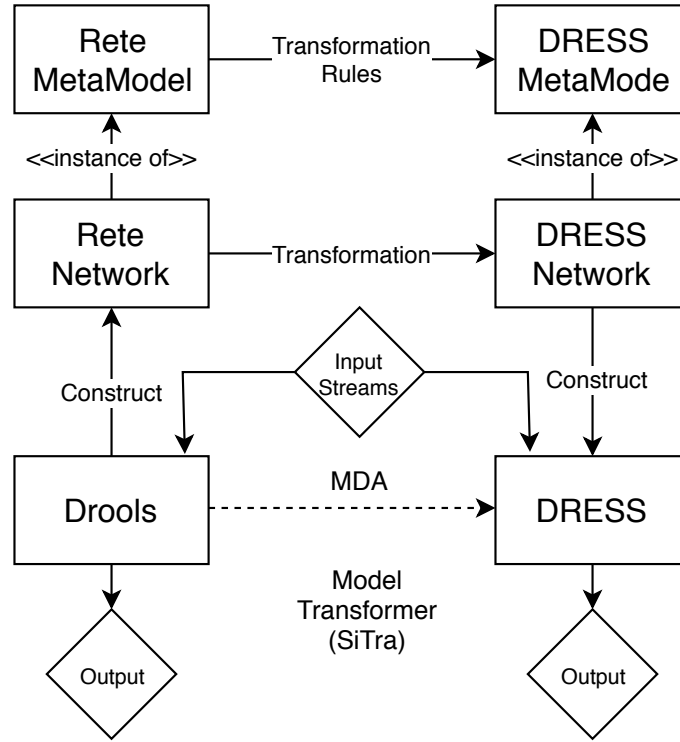 Rete
MetaModel
Transformation
Rules
DRESS
MetaMode
<<instance of>>
<<instance of>>
Rete
Network
Transformation
DRESS
Network
Input
Streams
Construct
Construct
Drools
MDA
DRESS
Model
Transformer
(SiTra)
Output
Output